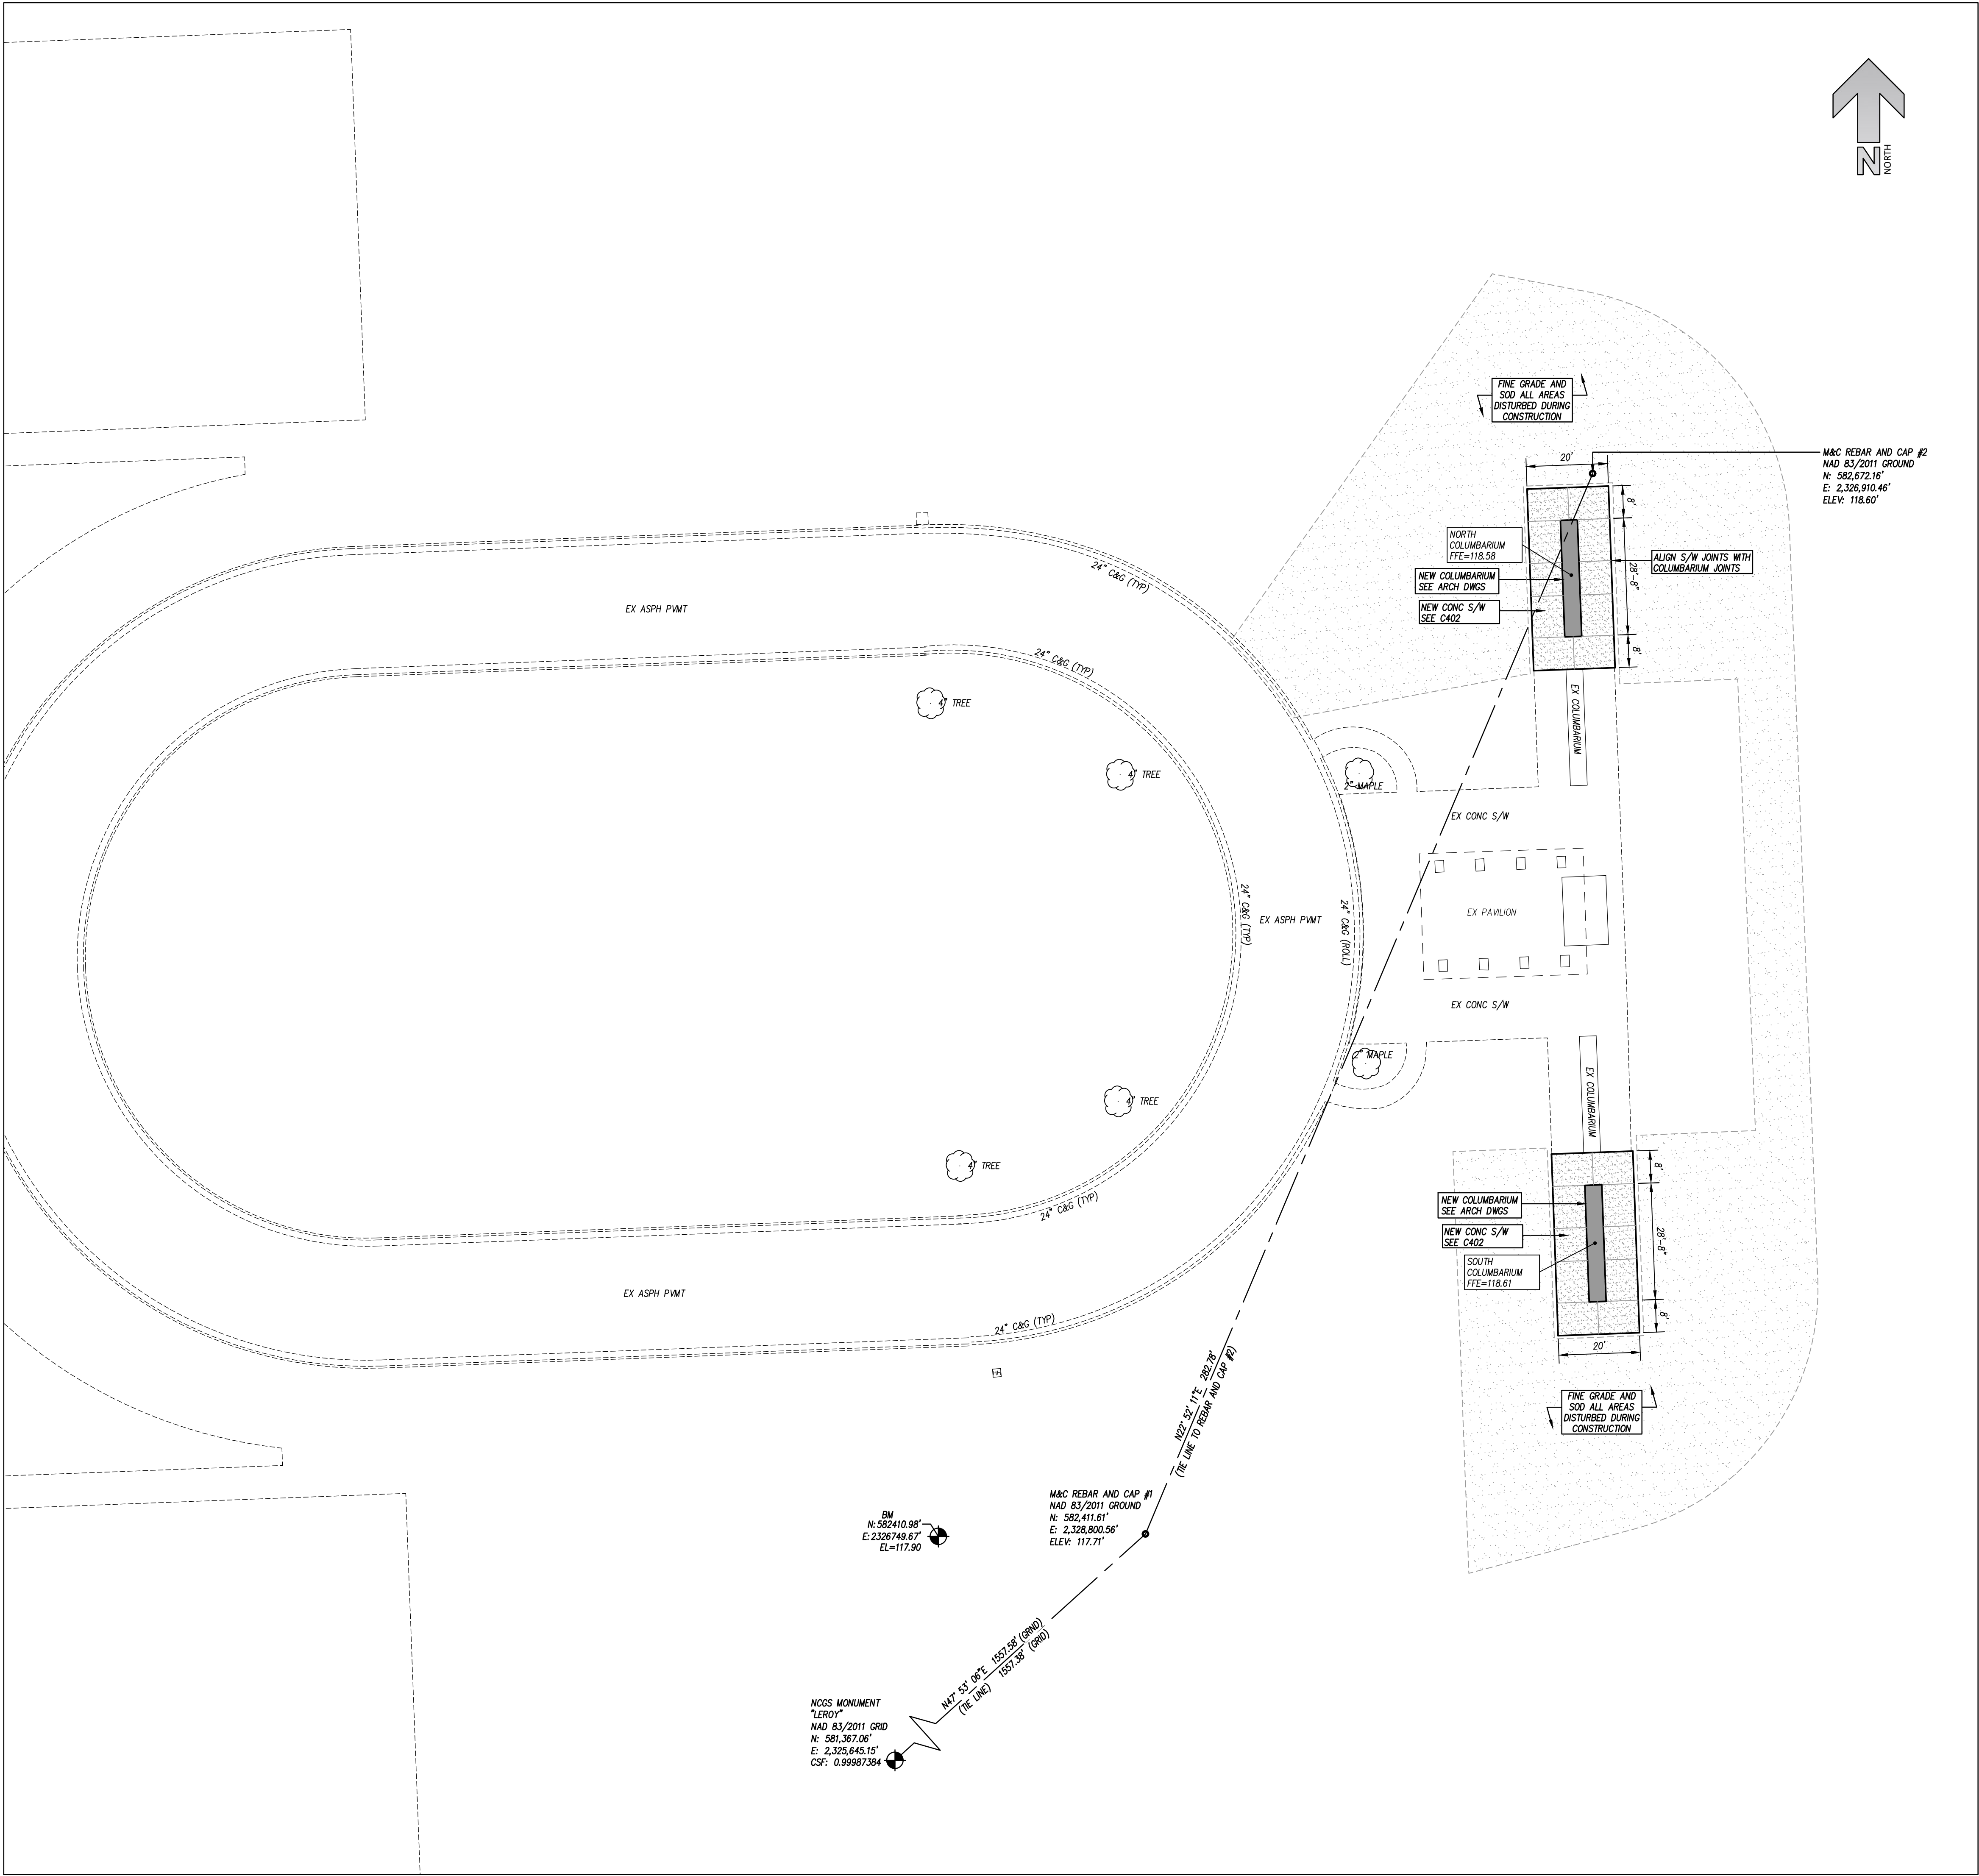 N
NORTH
FINE GRADE AND
SOD ALL AREAS
DISTURBED DURING
CONSTRUCTION
M&C REBAR AND CAP #2
NAD 83/2011 GROUND
N: 582,672.16'
E: 2,326,910.46'
ELEV: 118.60'
20'
8'
28'-8"
8'
NORTH
COLUMBARIUM
FFE=118.58
ALIGN S/W JOINTS WITH
COLUMBARIUM JOINTS
NEW COLUMBARIUM
SEE ARCH DWGS
NEW CONC S/W
SEE C402
24" C&G (TYP)
EX ASPH PVMT
24" C&G (TYP)
4" TREE
EX COLUMBARIUM
4" TREE
2" MAPLE
EX CONC S/W
24" C&G (TYP)
EX ASPH PVMT
24" C&G (ROLL)
EX PAVILION
EX CONC S/W
2" MAPLE
4" TREE
EX COLUMBARIUM
4" TREE
24" C&G (TYP)
8'
28'-8"
8'
NEW COLUMBARIUM
SEE ARCH DWGS
NEW CONC S/W
SEE C402
SOUTH
COLUMBARIUM
FFE=118.61
EX ASPH PVMT
24" C&G (TYP)
20'
HH
N22° 52' 11"E 282.78'
(TIE LINE TO REBAR AND CAP #2)
FINE GRADE AND
SOD ALL AREAS
DISTURBED DURING
CONSTRUCTION
M&C REBAR AND CAP #1
NAD 83/2011 GROUND
N: 582,411.61'
E: 2,328,800.56'
ELEV: 117.71'
BM
N:582410.98'
E:2326749.67'
EL=117.90
N47° 53' 06"E 1557.58' (GRND)
(TIE LINE) 1557.38' (GRID)
NCGS MONUMENT
"LEROY"
NAD 83/2011 GRID
N: 581,367.06'
E: 2,325,645.15'
CSF: 0.99987384